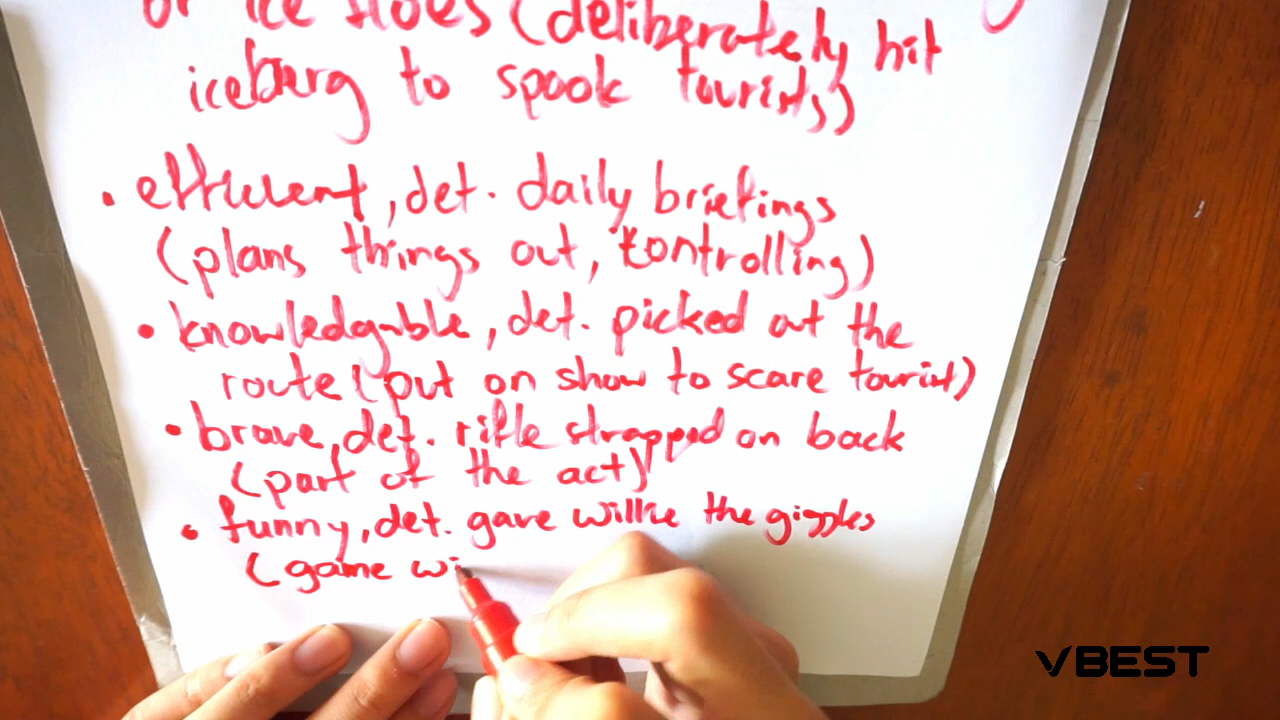 or ice floes (deliberately hit
iceberg to spook tourists)
• efficient, det. daily briefings
(plans things out, kontrolling)
• knowledgable, det. picked out the
route (put on show to scare tourist)
• brave, det. rifle strapped on back
(part of the act)
• funny, det. gave willie the giggles
(game wi
VBEST